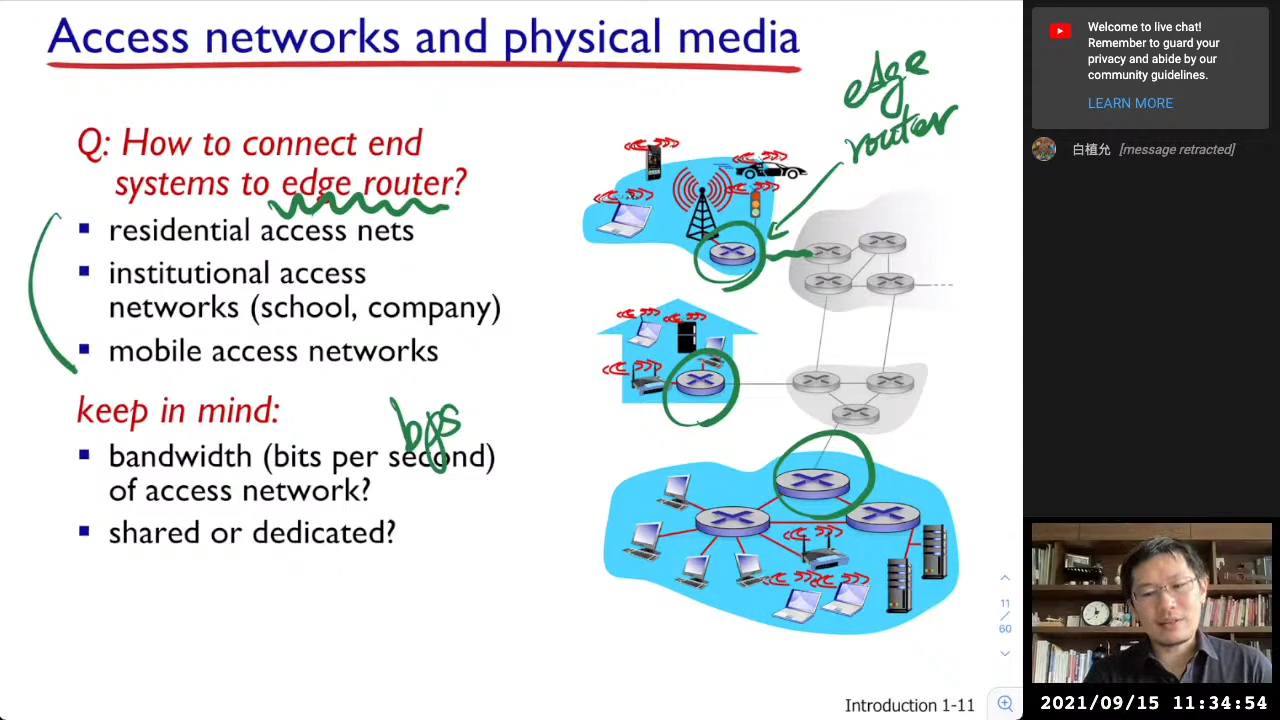 Access networks and physical media
Q: How to connect end
systems to edge router?
▪ residential access nets
▪ institutional access
networks (school, company)
▪ mobile access networks
keep in mind:
bps
▪ bandwidth (bits per second)
of access network?
▪ shared or dedicated?
edge
router
11
/
60
Introduction 1-11
Welcome to live chat!
Remember to guard your
privacy and abide by our
community guidelines.
LEARN MORE
白植允 [message retracted]
2021/09/15 11:34:54